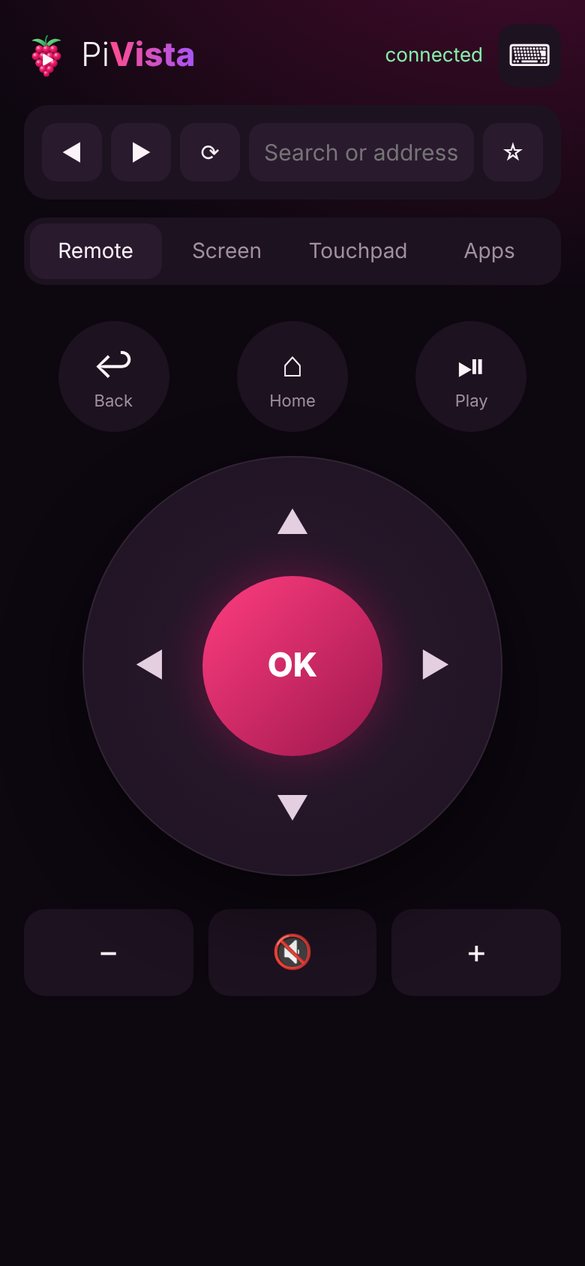 PiVista
connected
Search or address
Remote Screen Touchpad Apps
Back Home Play
OK
− +